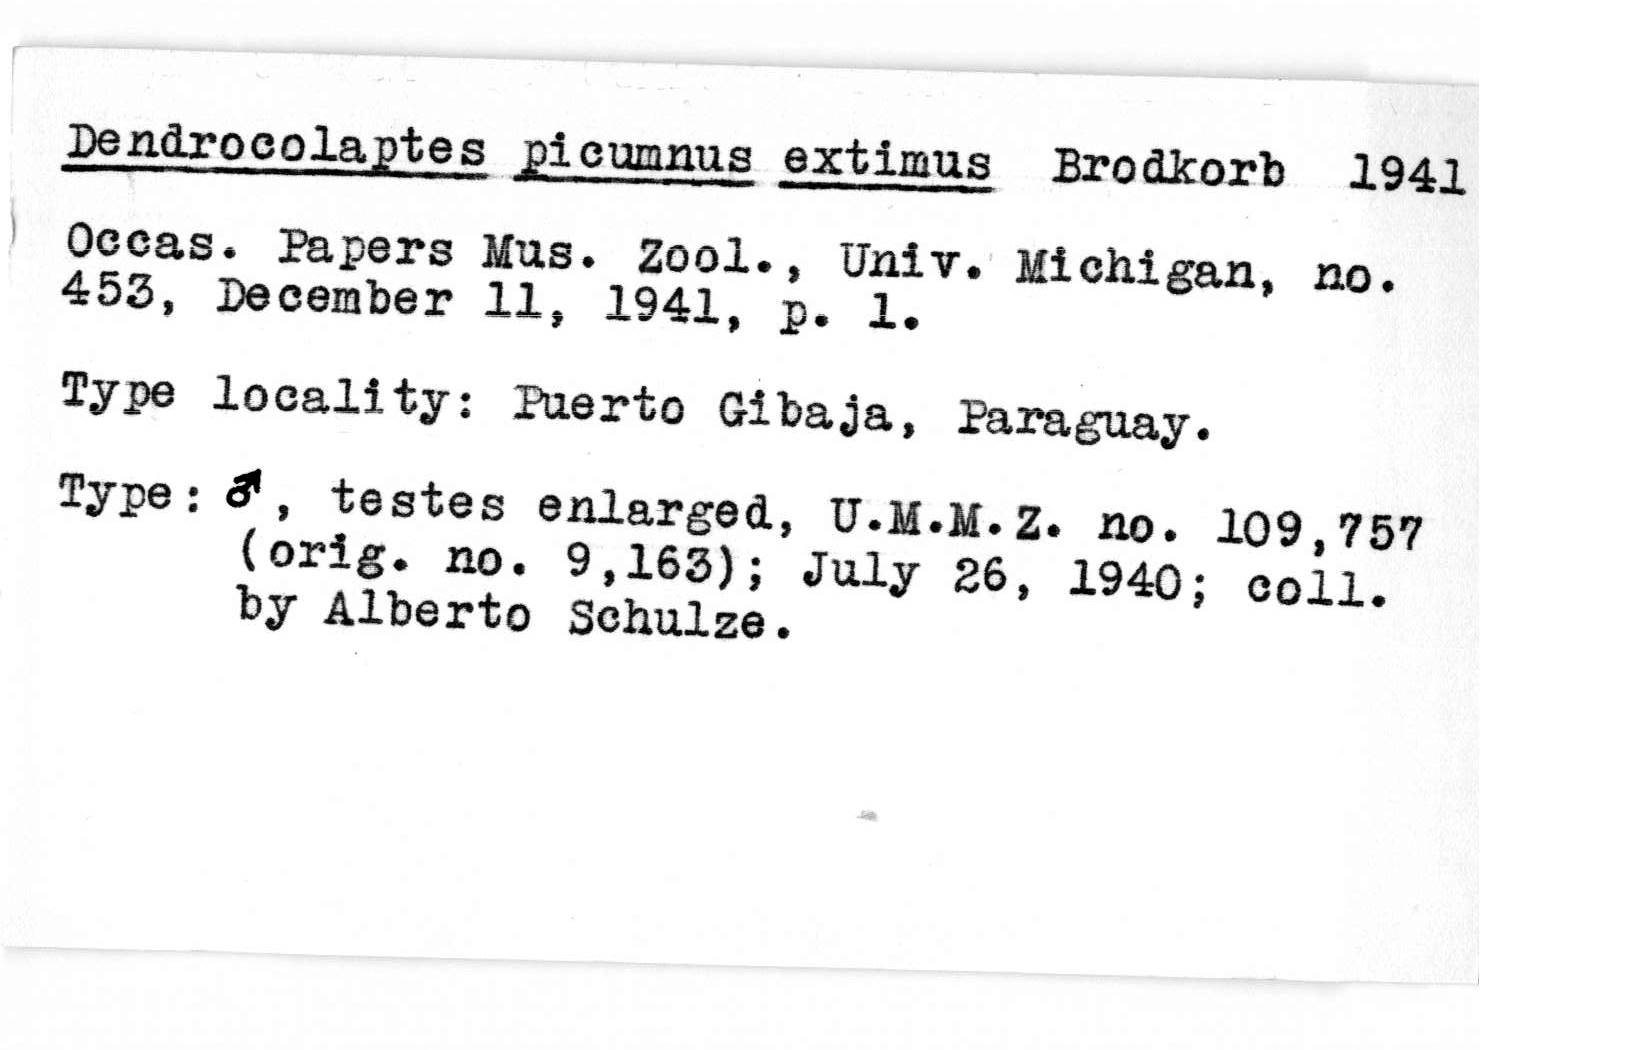 Dendrocolaptes picumnus extimus Brodkorb 1941
Occas. Papers Mus. Zool., Univ. Michigan, no.
453, December 11, 1941, p. 1.
Type locality: Puerto Gibaja, Paraguay.
Type: ♂, testes enlarged, U.M.M.Z. no. 109,757
(orig. no. 9,163); July 26, 1940; coll.
by Alberto Schulze.